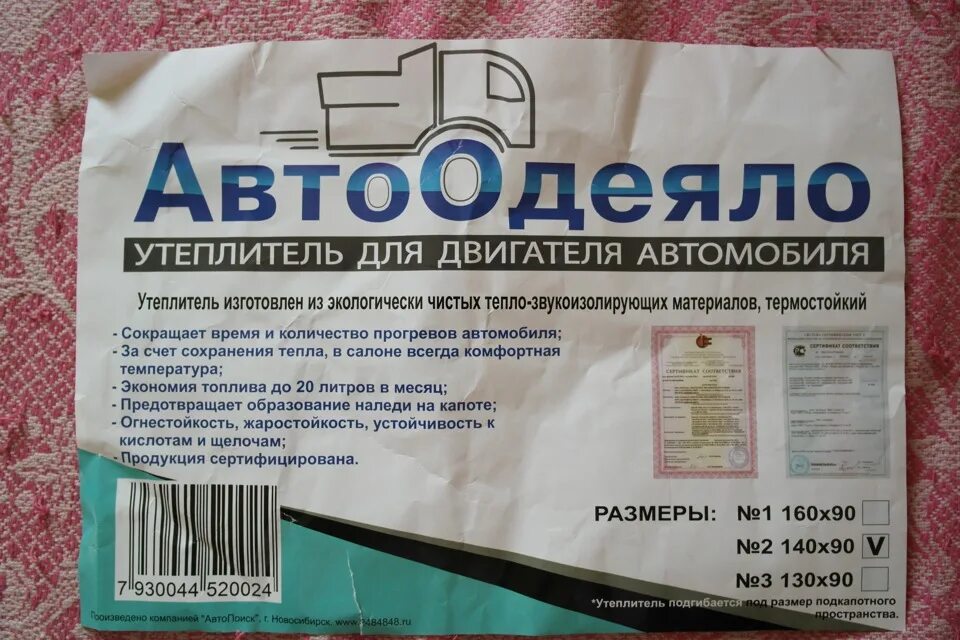 АвтоОдеяло
УТЕПЛИТЕЛЬ ДЛЯ ДВИГАТЕЛЯ АВТОМОБИЛЯ
Утеплитель изготовлен из экологически чистых тепло-звукоизолирующих материалов, термостойкий
- Сокращает время и количество прогревов автомобиля;
- За счет сохранения тепла, в салоне всегда комфортная
температура;
- Экономия топлива до 20 литров в месяц;
- Предотвращает образование наледи на капоте;
- Огнестойкость, жаростойкость, устойчивость к
кислотам и щелочам;
- Продукция сертифицирована.
СЕРТИФИКАТ СООТВЕТСТВИЯ
СЕРТИФИКАТ СООТВЕТСТВИЯ
РАЗМЕРЫ: №1 160х90
№2 140х90 V
№3 130х90
*Утеплитель подгибается под размер подкапотного
пространства.
7 930044 520024
Произведено компанией "АвтоПоиск", г. Новосибирск, www.8484848.ru